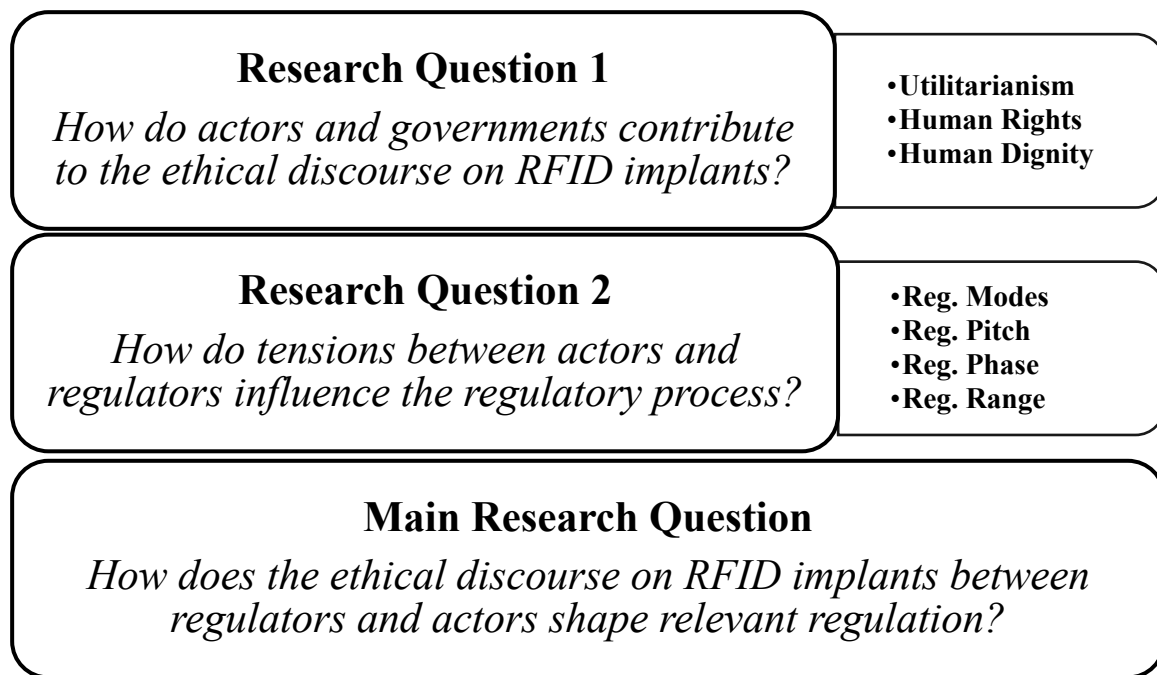 Research Question 1
How do actors and governments contribute
to the ethical discourse on RFID implants?
•Utilitarianism
•Human Rights
•Human Dignity
Research Question 2
How do tensions between actors and
regulators influence the regulatory process?
•Reg. Modes
•Reg. Pitch
•Reg. Phase
•Reg. Range
Main Research Question
How does the ethical discourse on RFID implants between
regulators and actors shape relevant regulation?